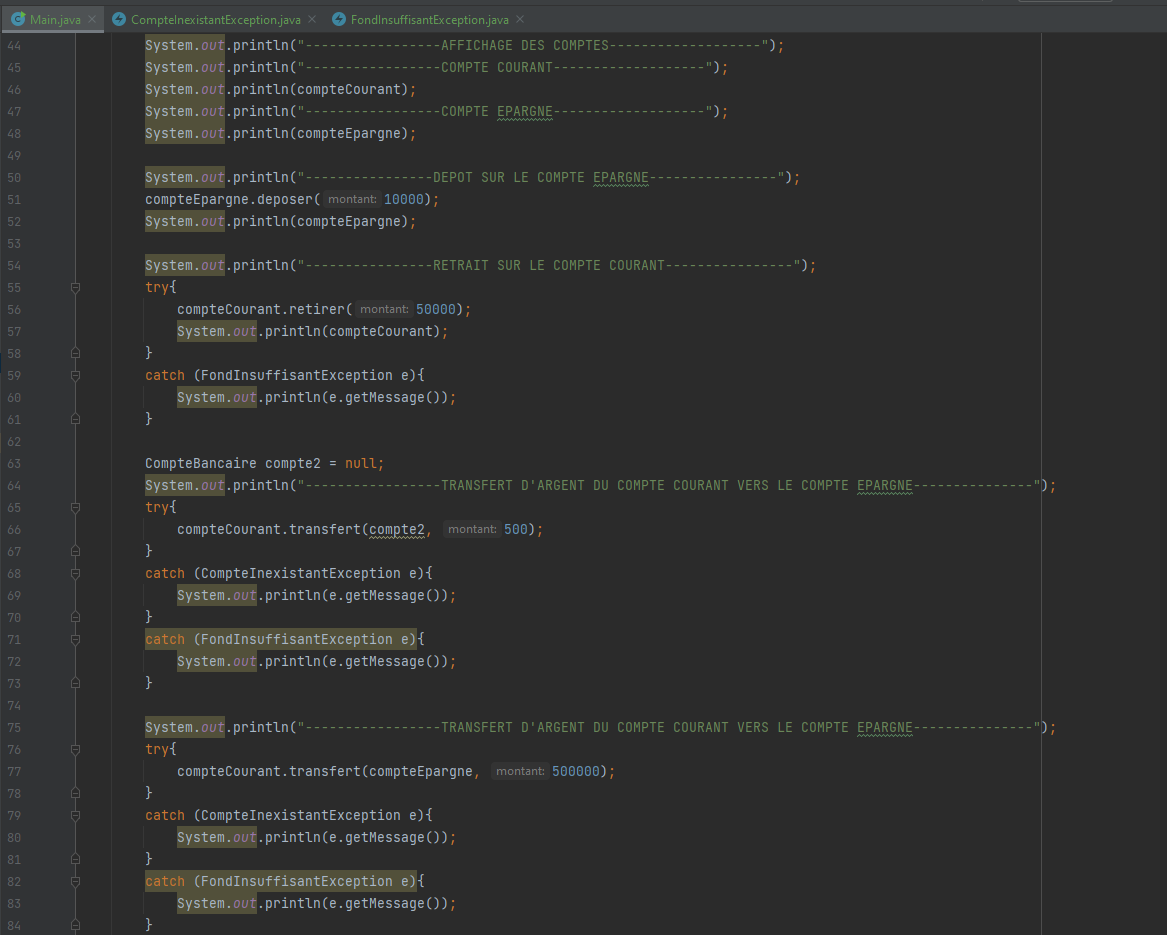 Main.java CompteInexistantException.java FondInsuffisantException.java
44 System.out.println("-----------------AFFICHAGE DES COMPTES-------------------");
45 System.out.println("-----------------COMPTE COURANT-------------------");
46 System.out.println(compteCourant);
47 System.out.println("-----------------COMPTE EPARGNE-------------------");
48 System.out.println(compteEpargne);
49
50 System.out.println("----------------DEPOT SUR LE COMPTE EPARGNE----------------");
51 compteEpargne.deposer( montant: 10000);
52 System.out.println(compteEpargne);
53
54 System.out.println("----------------RETRAIT SUR LE COMPTE COURANT----------------");
55 try{
56 compteCourant.retirer( montant: 50000);
57 System.out.println(compteCourant);
58 }
59 catch (FondInsuffisantException e){
60 System.out.println(e.getMessage());
61 }
62
63 CompteBancaire compte2 = null;
64 System.out.println("-----------------TRANSFERT D'ARGENT DU COMPTE COURANT VERS LE COMPTE EPARGNE---------------");
65 try{
66 compteCourant.transfert(compte2, montant: 500);
67 }
68 catch (CompteInexistantException e){
69 System.out.println(e.getMessage());
70 }
71 catch (FondInsuffisantException e){
72 System.out.println(e.getMessage());
73 }
74
75 System.out.println("-----------------TRANSFERT D'ARGENT DU COMPTE COURANT VERS LE COMPTE EPARGNE---------------");
76 try{
77 compteCourant.transfert(compteEpargne, montant: 500000);
78 }
79 catch (CompteInexistantException e){
80 System.out.println(e.getMessage());
81 }
82 catch (FondInsuffisantException e){
83 System.out.println(e.getMessage());
84 }